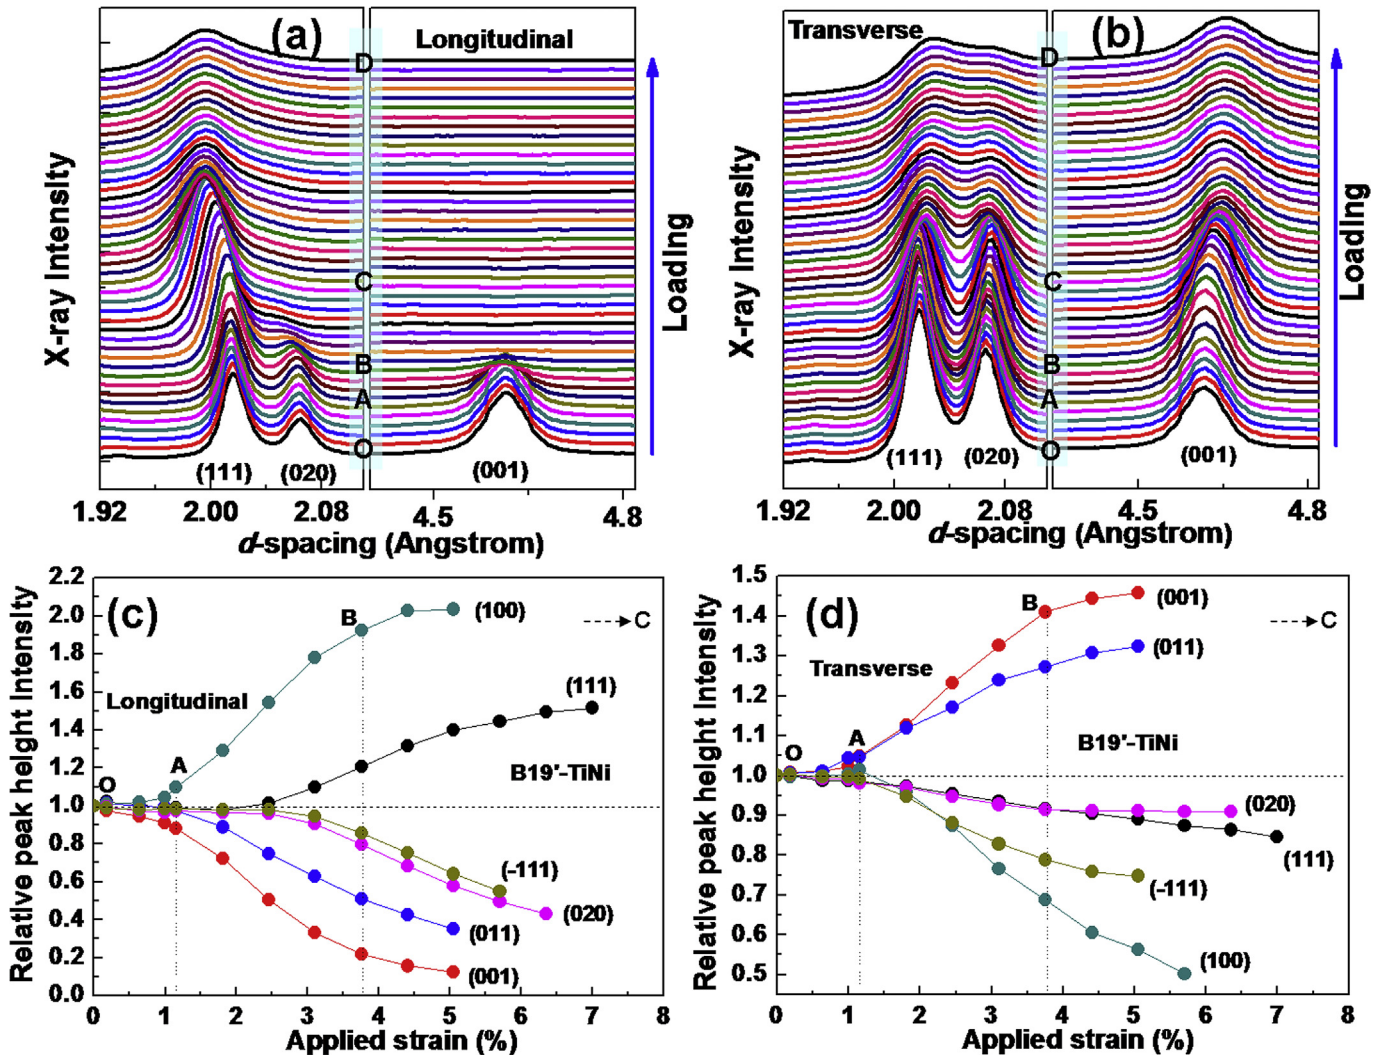 (a)
Longitudinal
D
C
B
A
O
(111)
(020)
(001)
X-ray Intensity
Loading
1.92
2.00
2.08
4.5
4.8
d-spacing (Angstrom)
Transverse
(b)
D
C
B
A
O
(111)
(020)
(001)
X-ray Intensity
Loading
1.92
2.00
2.08
4.5
4.8
d-spacing (Angstrom)
2.2
2.0
1.8
1.6
1.4
1.2
1.0
0.8
0.6
0.4
0.2
0.0
Relative peak height Intensity
(c)
B
(100)
C
Longitudinal
(111)
A
O
B19′-TiNi
(-111)
(020)
(011)
(001)
0 1 2 3 4 5 6 7 8
Applied strain (%)
1.5
1.4
1.3
1.2
1.1
1.0
0.9
0.8
0.7
0.6
0.5
Relative peak height Intensity
(d)
B
(001)
C
(011)
Transverse
A
O
B19′-TiNi
(020)
(111)
(-111)
(100)
0 1 2 3 4 5 6 7 8
Applied strain (%)